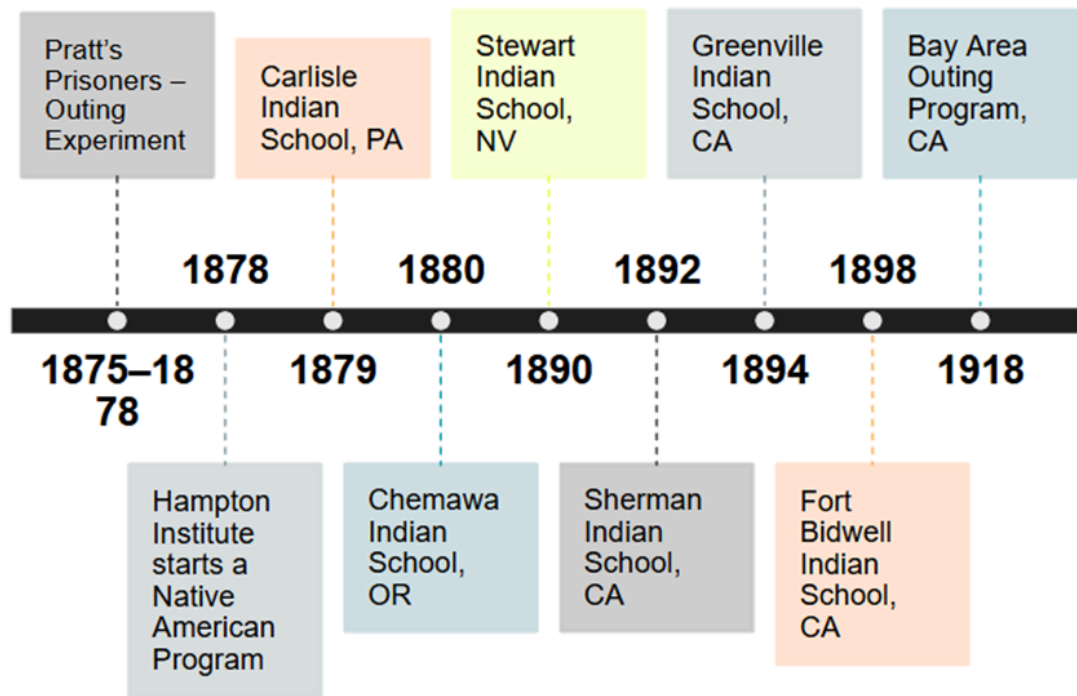 Pratt’s
Prisoners –
Outing
Experiment
Carlisle
Indian
School, PA
Stewart
Indian
School,
NV
Greenville
Indian
School,
CA
Bay Area
Outing
Program,
CA
1878
1880
1892
1898
1875–18
78
1879
1890
1894
1918
Hampton
Institute
starts a
Native
American
Program
Chemawa
Indian
School,
OR
Sherman
Indian
School,
CA
Fort
Bidwell
Indian
School,
CA